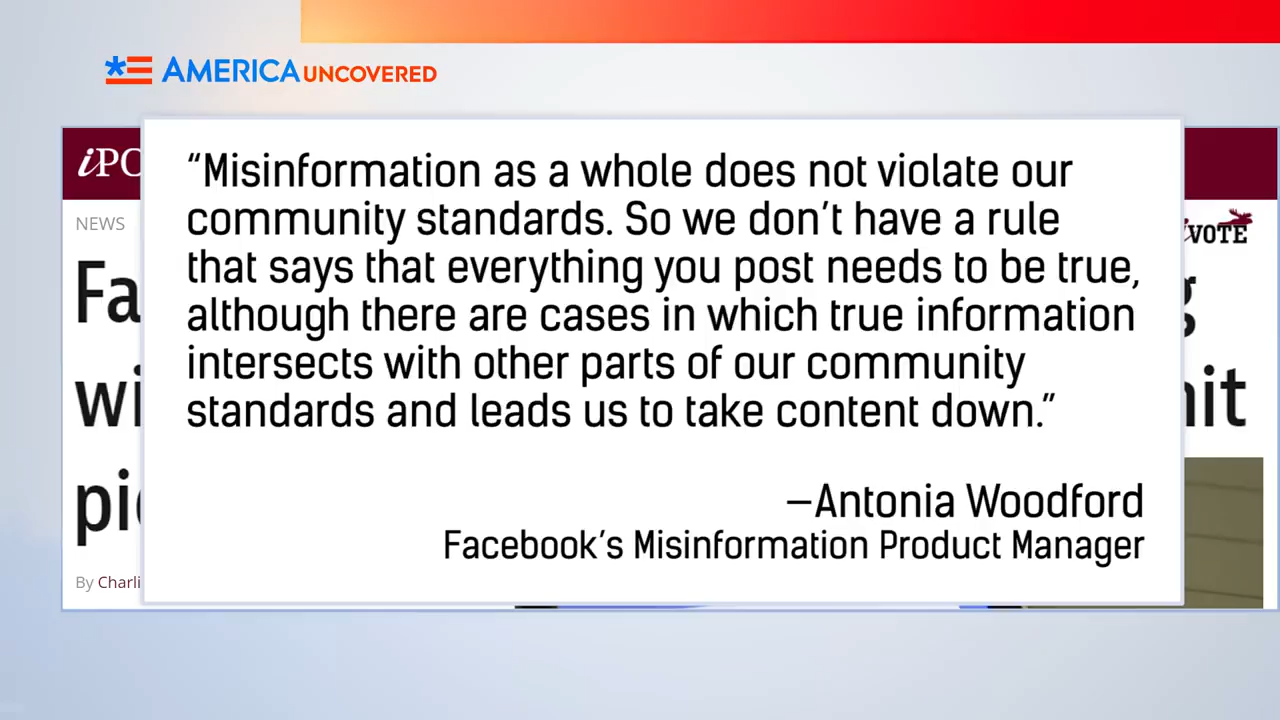 AMERICA UNCOVERED
iPO
NEWS
VOTE
Fa
wi
nit
pi
By Charli
“Misinformation as a whole does not violate our
community standards. So we don’t have a rule
that says that everything you post needs to be true,
although there are cases in which true information
intersects with other parts of our community
standards and leads us to take content down.”
—Antonia Woodford
Facebook’s Misinformation Product Manager